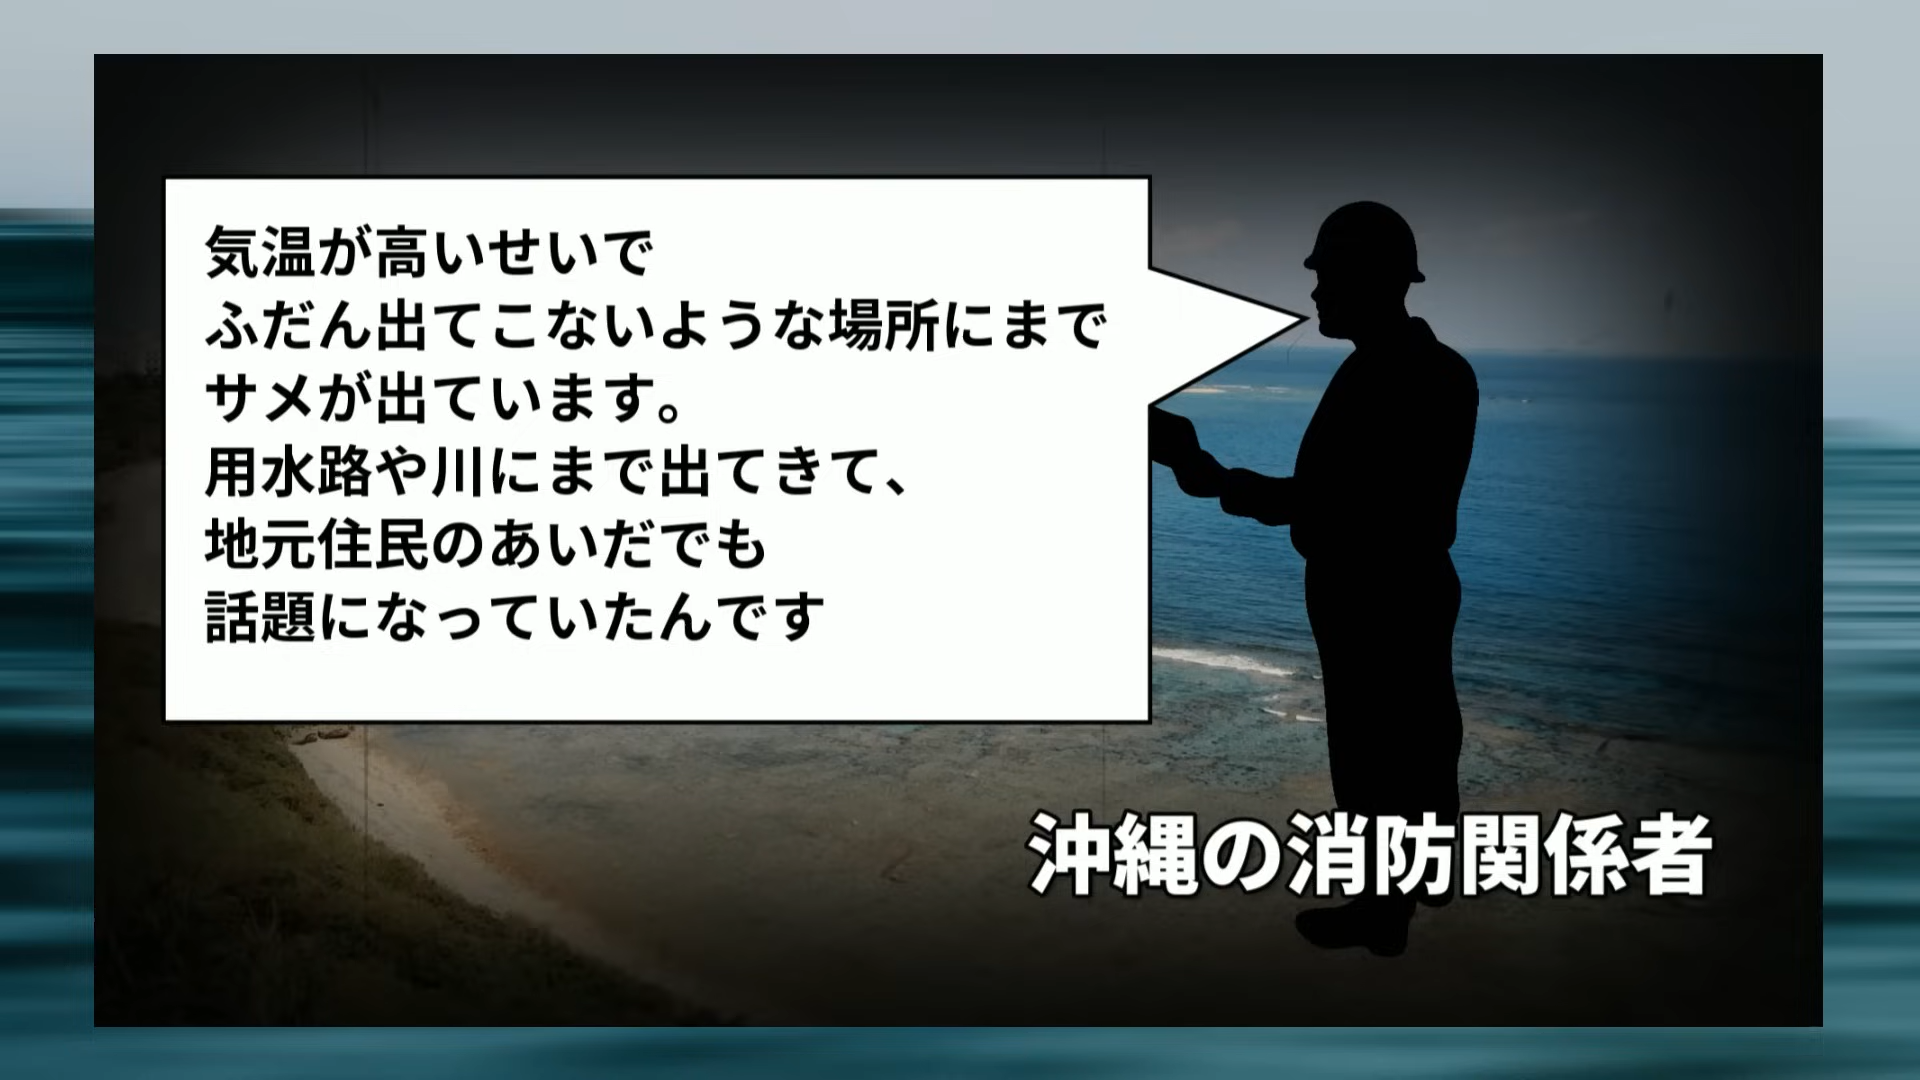 気温が高いせいで
ふだん出てこないような場所にまで
サメが出ています。
用水路や川にまで出てきて、
地元住民のあいだでも
話題になっていたんです
沖縄の消防関係者